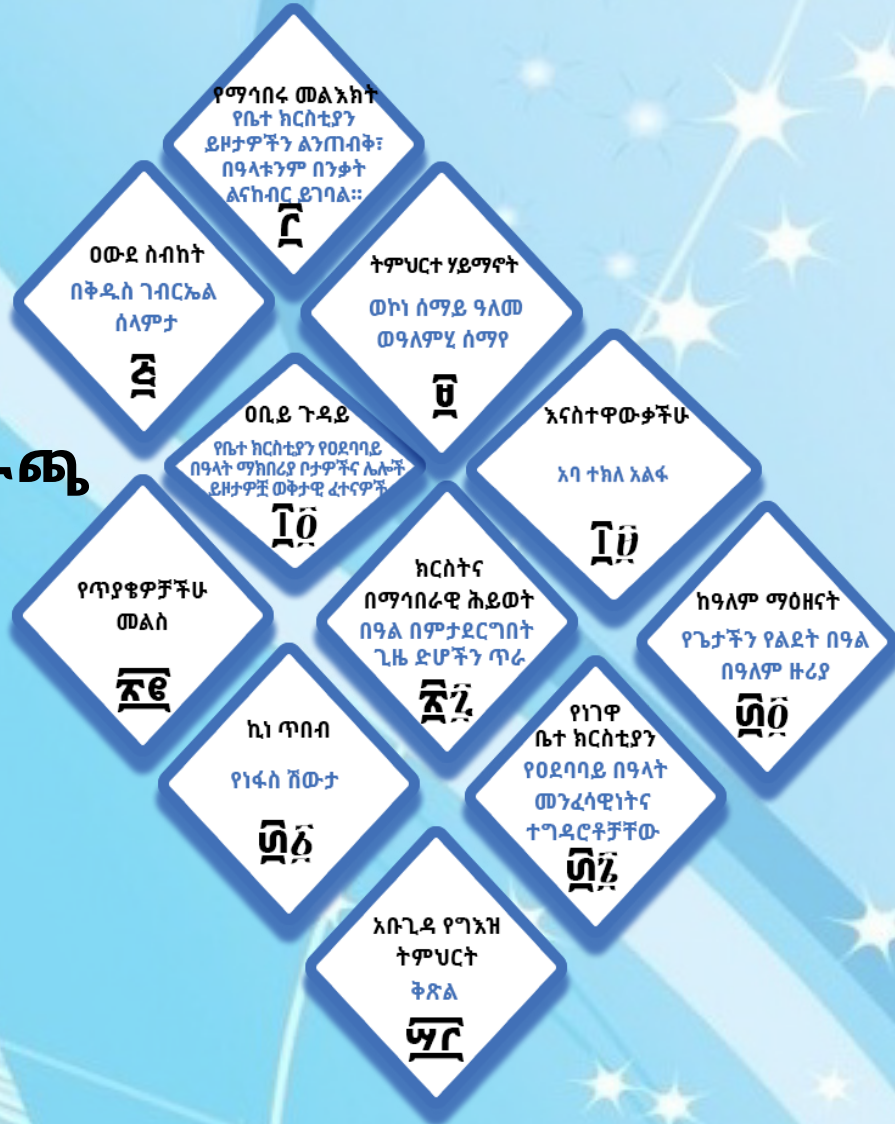 የማኅበሩ መልእክት
የቤተ ክርስቲያን
ይዞታዎችን ልንጠብቅ፣
በዓላቱንም በንቃት
ልናከብር ይገባል።
፫
ዐውደ ስብከት
በቅዱስ ገብርኤል
ሰላምታ
፭
ትምህርተ ሃይማኖት
ወኮነ ሰማይ ዓለመ
ወዓለምሂ ሰማየ
፱
ዐቢይ ጉዳይ
የቤተ ክርስቲያን የዐደባባይ
በዓላት ማክበሪያ ቦታዎችና ሌሎች
ይዞታዎቿ ወቅታዊ ፈተናዎች
፲፬
እናስተዋውቃችሁ
አባ ተክለ አልፋ
፲፱
ጫ
የጥያቄዎቻችሁ
መልስ
፳፪
ክርስትና
በማኅበራዊ ሕይወት
በዓል በምታደርግበት
ጊዜ ድሆችን ጥራ
፳፯
ከዓለም ማዕዘናት
የጌታችን የልደት በዓል
በዓለም ዙሪያ
፴፬
ኪነ ጥበብ
የነፋስ ሽውታ
፴፮
የነገዋ
ቤተ ክርስቲያን
የዐደባባይ በዓላት
መንፈሳዊነትና
ተግዳሮቶቻቸው
፴፰
አቡጊዳ የግእዝ
ትምህርት
ቅጽል
፵፫